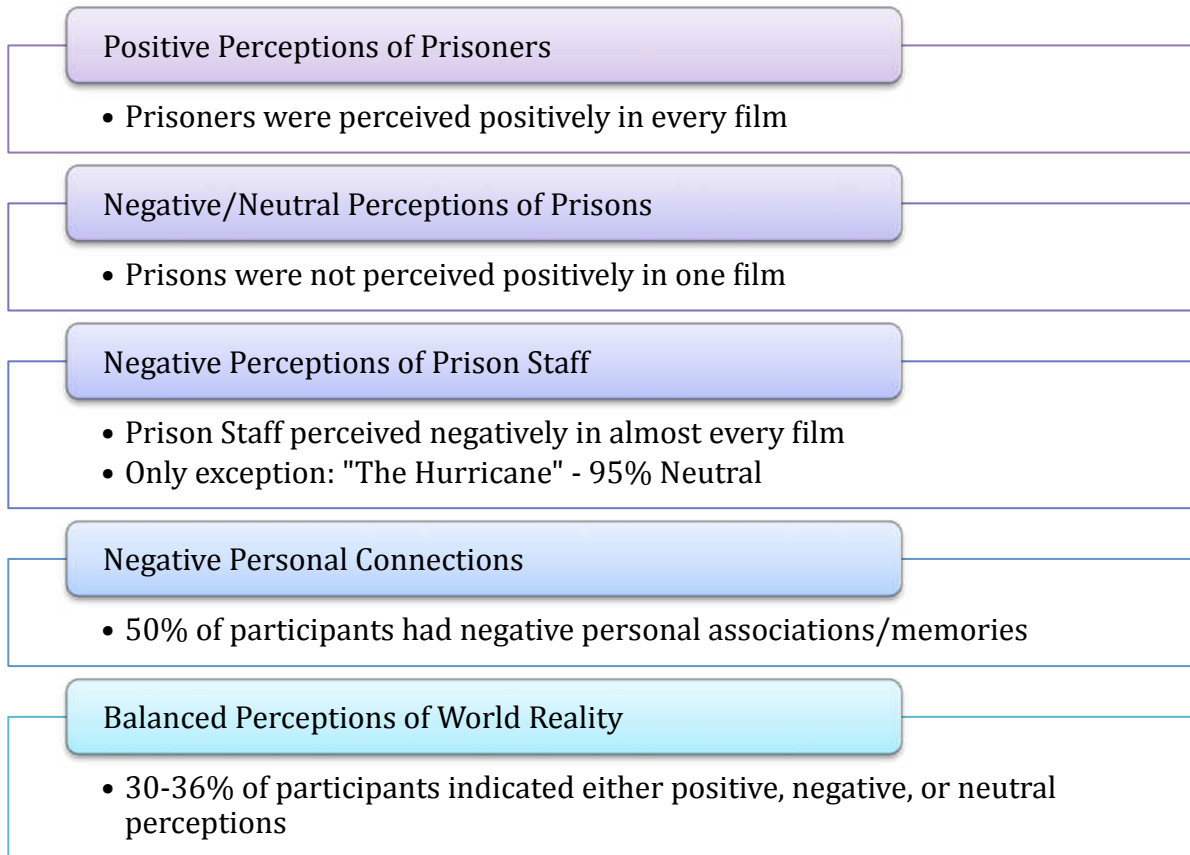 Positive Perceptions of Prisoners
• Prisoners were perceived positively in every film
Negative/Neutral Perceptions of Prisons
• Prisons were not perceived positively in one film
Negative Perceptions of Prison Staff
• Prison Staff perceived negatively in almost every film
• Only exception: "The Hurricane" - 95% Neutral
Negative Personal Connections
• 50% of participants had negative personal associations/memories
Balanced Perceptions of World Reality
• 30-36% of participants indicated either positive, negative, or neutral
perceptions